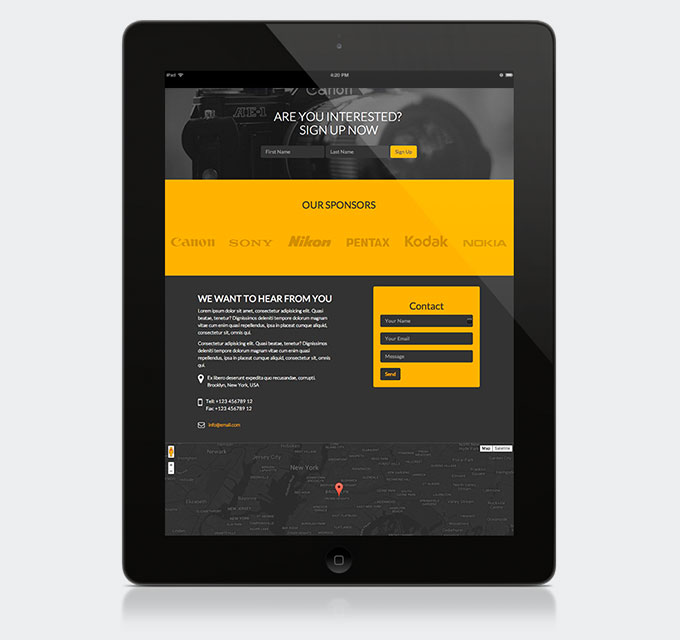 iPad
4:20 PM
Canon
AE-1
ARE YOU INTERESTED?
SIGN UP NOW
First Name
Last Name
Sign Up
OUR SPONSORS
Canon SONY Nikon PENTAX Kodak NOKIA
WE WANT TO HEAR FROM YOU
Lorem ipsum dolor sit amet, consectetur adipisicing elit. Quasi
beatae, tenetur? Dignissimos deleniti tempore dolorum magnam
vitae cum enim quasi repellendus, ipsa in placeat cumque aliquid,
consectetur sit, omnis qui.
Consectetur adipisicing elit. Quasi beatae, tenetur? Dignissimos
deleniti tempore dolorum magnam vitae cum enim quasi
repellendus, ipsa in placeat cumque aliquid, consectetur sit, omnis
qui.
Ex libero deserunt expedita quo recusandae, corrupti.
Brooklyn, New York, USA
Tell: +123 456789 12
Fax: +123 456789 12
info@email.com
Contact
Your Name
Your Email
Message
Send
Map
Satellite
Newark
Jersey City
New York
Elizabeth